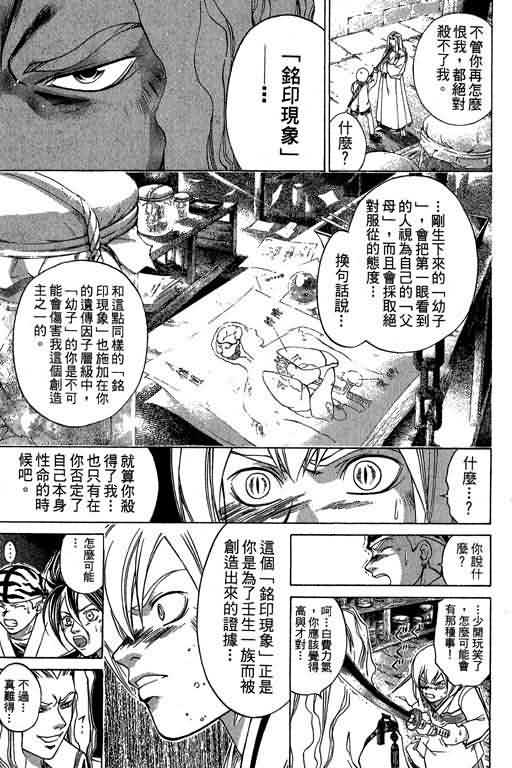 不管你再怎麼
恨我，都絕對
殺不了我。
什麼？
「銘印現象」
……
…剛生下來的「幼子
」，會把第一眼看到
的人視為自己的「父
母」，而且會採取絕
對服從的態度…
換句話說…
和這點同樣的「銘
印現象」也施加在你
的遺傳因子層級中，
「幼子」的你是不可
能會傷害我這個創造
主之一的。
什麼…？
就算你殺
得了我…
也只有在
你否定了
自己本身
性命的時
候吧。
你說什
麼？
…少開玩笑了
，怎麼可能會
有那種事！
呵…白費力氣
，你應該覺得
高興才對…
這個「銘印現象」正是
你是為了壬生一族而被
創造出來的證據…
怎麼可能
…
…
不過…
真難得…